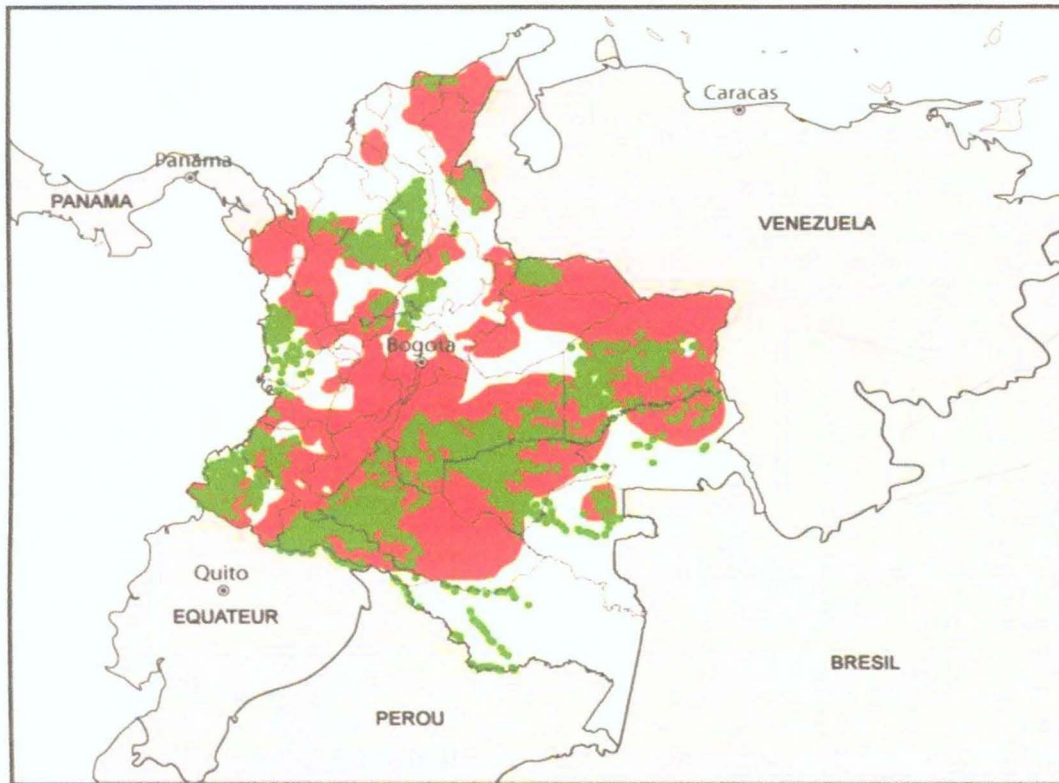 Caracas
Panama
PANAMA
VENEZUELA
Bogota
Quito
EQUATEUR
BRESIL
PEROU